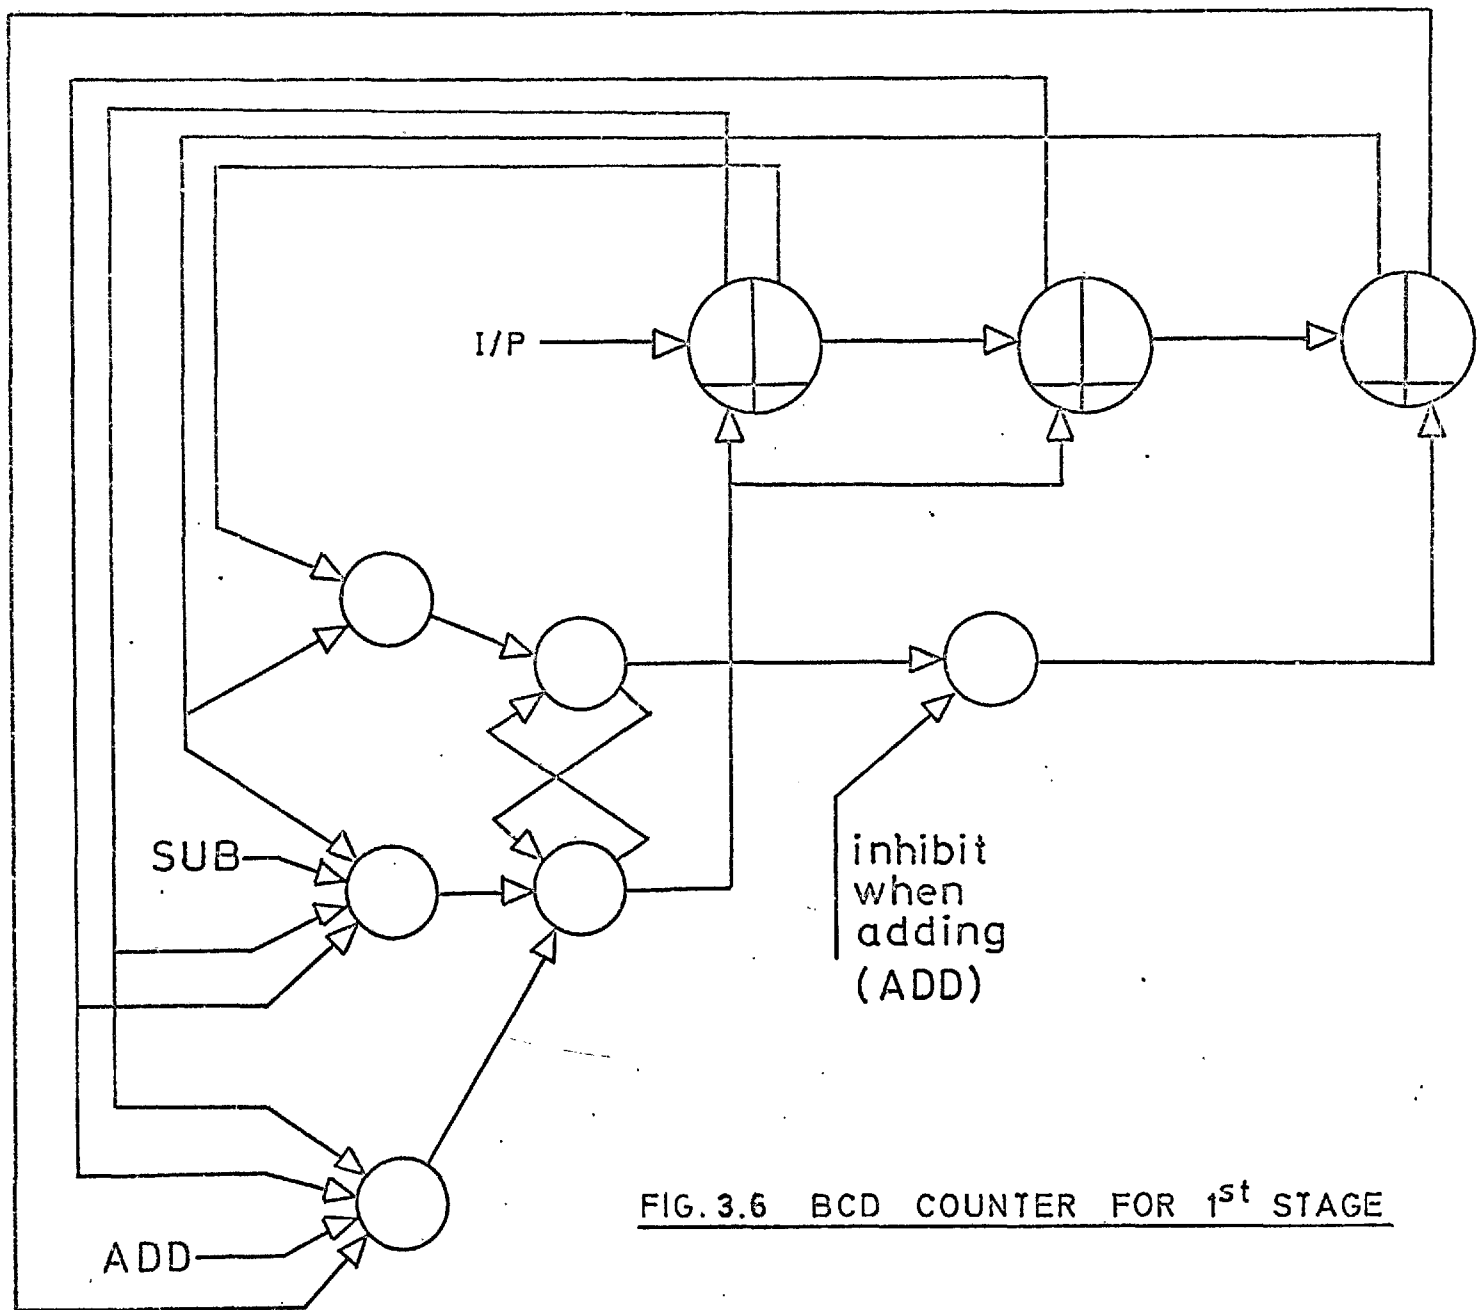 I/P
SUB
inhibit
when
adding
(ADD)
ADD
FIG. 3.6 BCD COUNTER FOR 1st STAGE